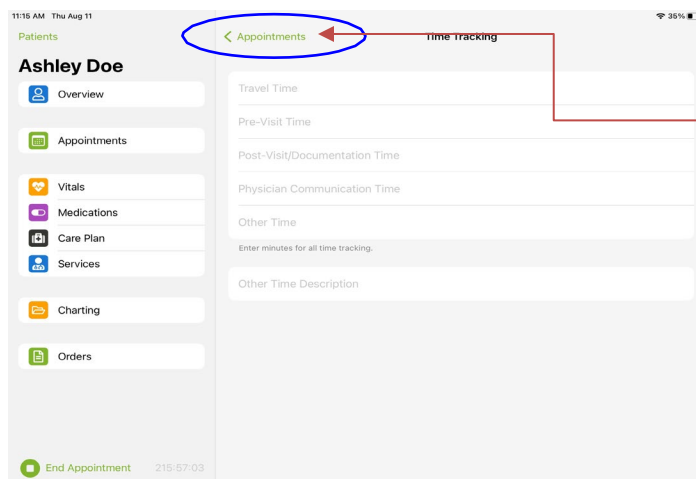 11:15 AM Thu Aug 11
35%
Patients
Appointments
Time Tracking
Ashley Doe
Overview
Appointments
Vitals
Medications
Care Plan
Services
Charting
Orders
End Appointment 215:57:03
Travel Time
Pre-Visit Time
Post-Visit/Documentation Time
Physician Communication Time
Other Time
Enter minutes for all time tracking.
Other Time Description